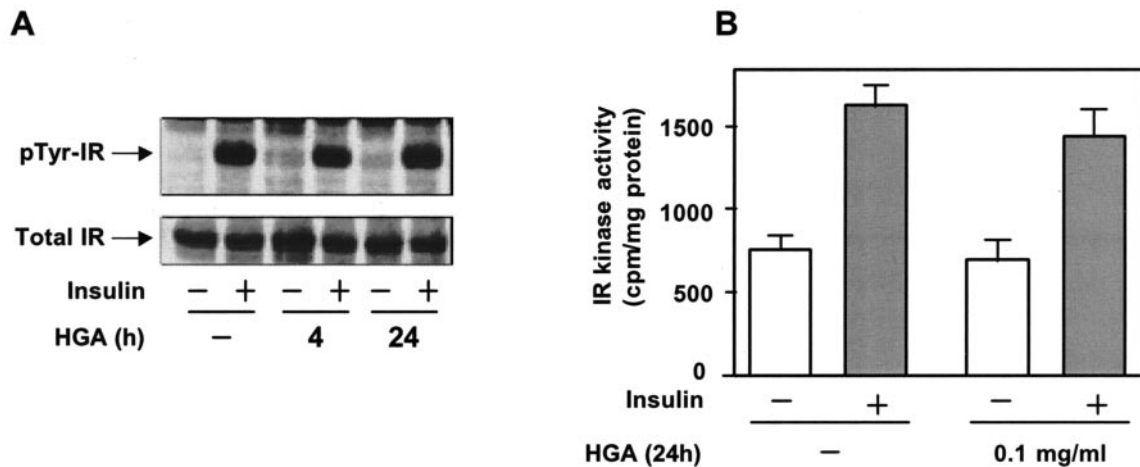 A
pTyr-IR
Total IR
Insulin − + − + − +
HGA (h) − 4 24
B
IR kinase activity
(cpm/mg protein)
1500
1000
500
0
Insulin − + − +
HGA (24h) − 0.1 mg/ml